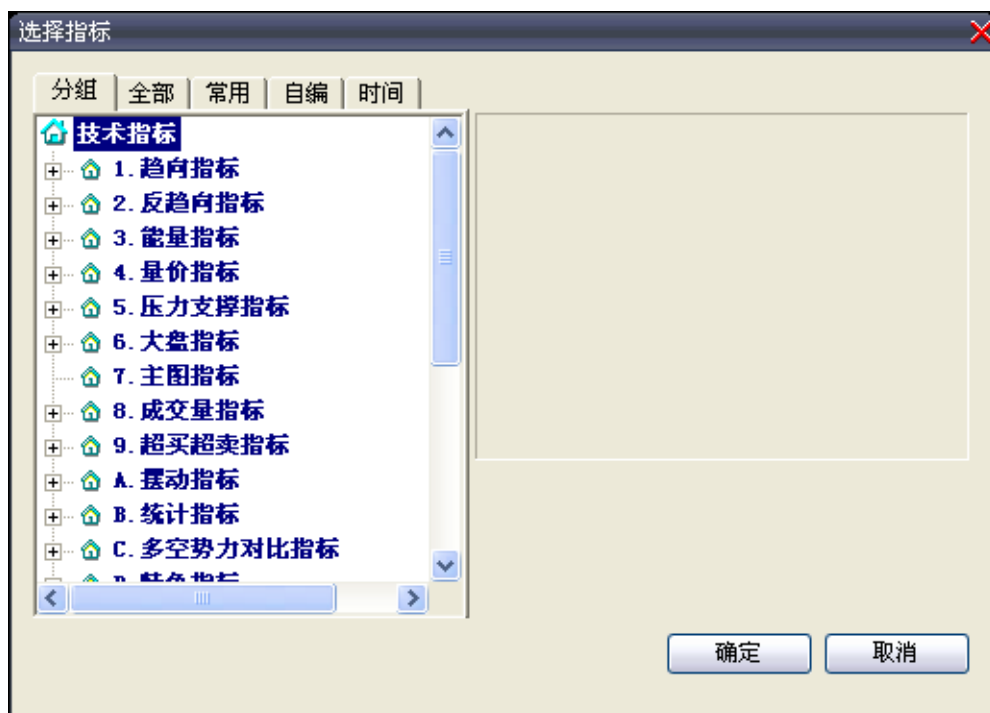 选择指标
分组 全部 常用 自编 时间
技术指标
1.趋向指标
2.反趋向指标
3.能量指标
4.量价指标
5.压力支撑指标
6.大盘指标
7.主图指标
8.成交量指标
9.超买超卖指标
A.摆动指标
B.统计指标
C.多空势力对比指标
D.特色指标
确定 取消